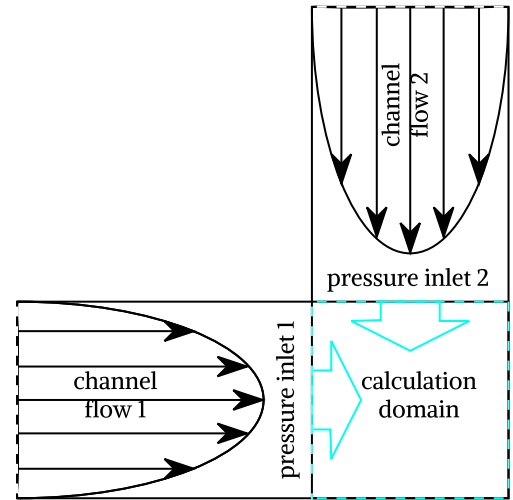 channel
flow 2
pressure inlet 2
pressure inlet 1
channel
flow 1
calculation
domain